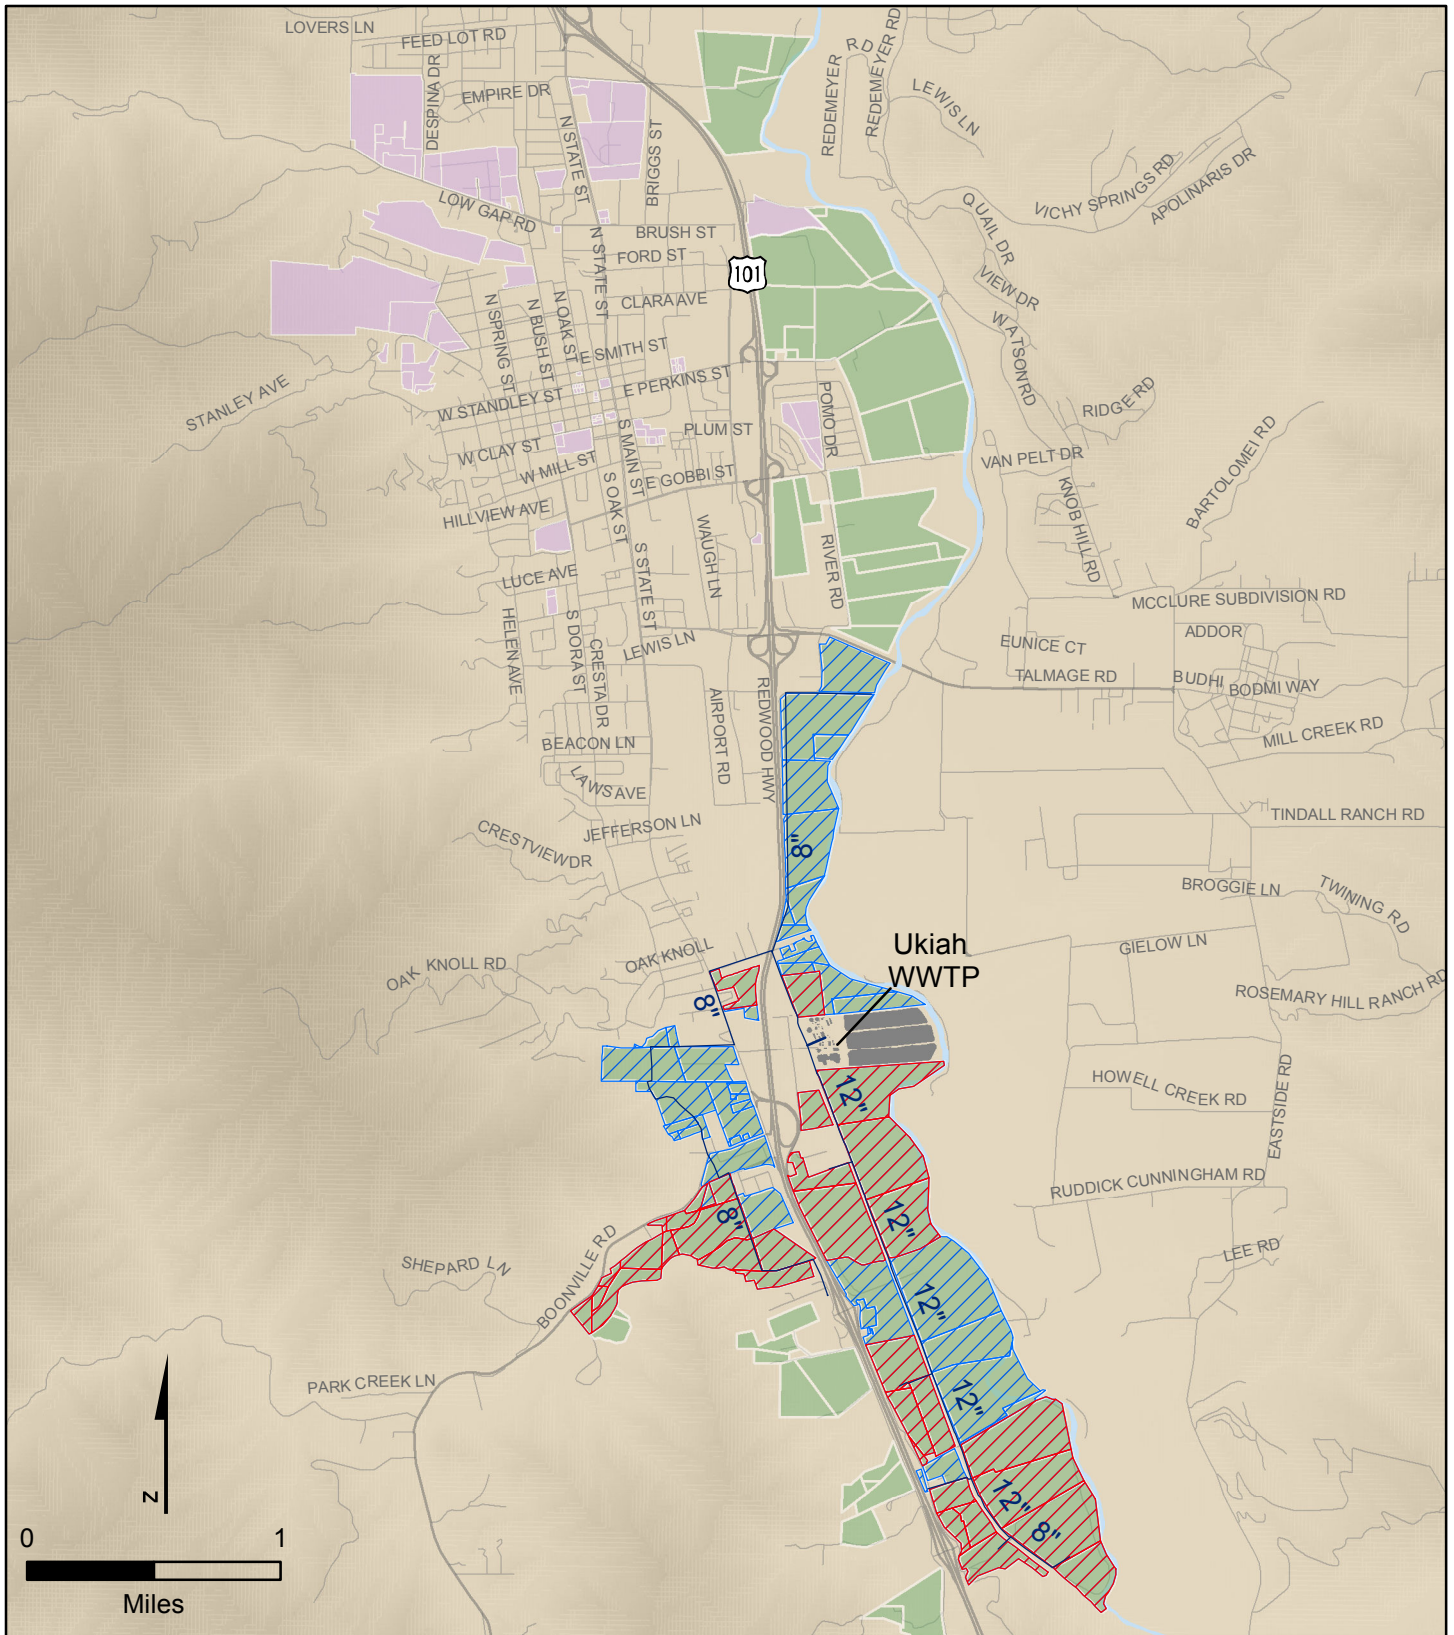 LOVERS LN
FEED LOT RD
DESPINA DR
EMPIRE DR
N STATE ST
BRIGGS ST
REDEMEYER RD
REDEMEYER RD
LEWIS LN
VICHY SPRINGS RD
APOLINARIS DR
LOW GAP RD
BRUSH ST
FORD ST
N STATE ST
CLARA AVE
101
QUAIL DR
VIEW DR
WATSON RD
N SPRING ST
N BUSH ST
N OAK ST
E SMITH ST
E PERKINS ST
STANLEY AVE
W STANDLEY ST
PLUM ST
POMO DR
RIDGE RD
W CLAY ST
W MILL ST
S MAIN ST
E GOBBI ST
VAN PELT DR
BARTOLOMEI RD
HILLVIEW AVE
S OAK ST
KNOB HILL RD
WAUGH LN
RIVER RD
LUCE AVE
S STATE ST
MCCLURE SUBDIVISION RD
HELEN AVE
S DORA ST
CRESTA DR
LEWIS LN
EUNICE CT
ADDOR
TALMAGE RD
BUDHI
BODMI WAY
AIRPORT RD
REDWOOD HWY
BEACON LN
MILL CREEK RD
LAWS AVE
JEFFERSON LN
TINDALL RANCH RD
CRESTVIEW DR
8"
BROGGIE LN
TWINING RD
OAK KNOLL RD
OAK KNOLL
Ukiah
WWTP
GIELOW LN
ROSEMARY HILL RANCH RD
8"
1
12"
HOWELL CREEK RD
EASTSIDE RD
RUDDICK CUNNINGHAM RD
8"
12"
LEE RD
SHEPARD LN
BOONVILLE RD
12"
PARK CREEK LN
12"
N
12"
8"
0
1
Miles